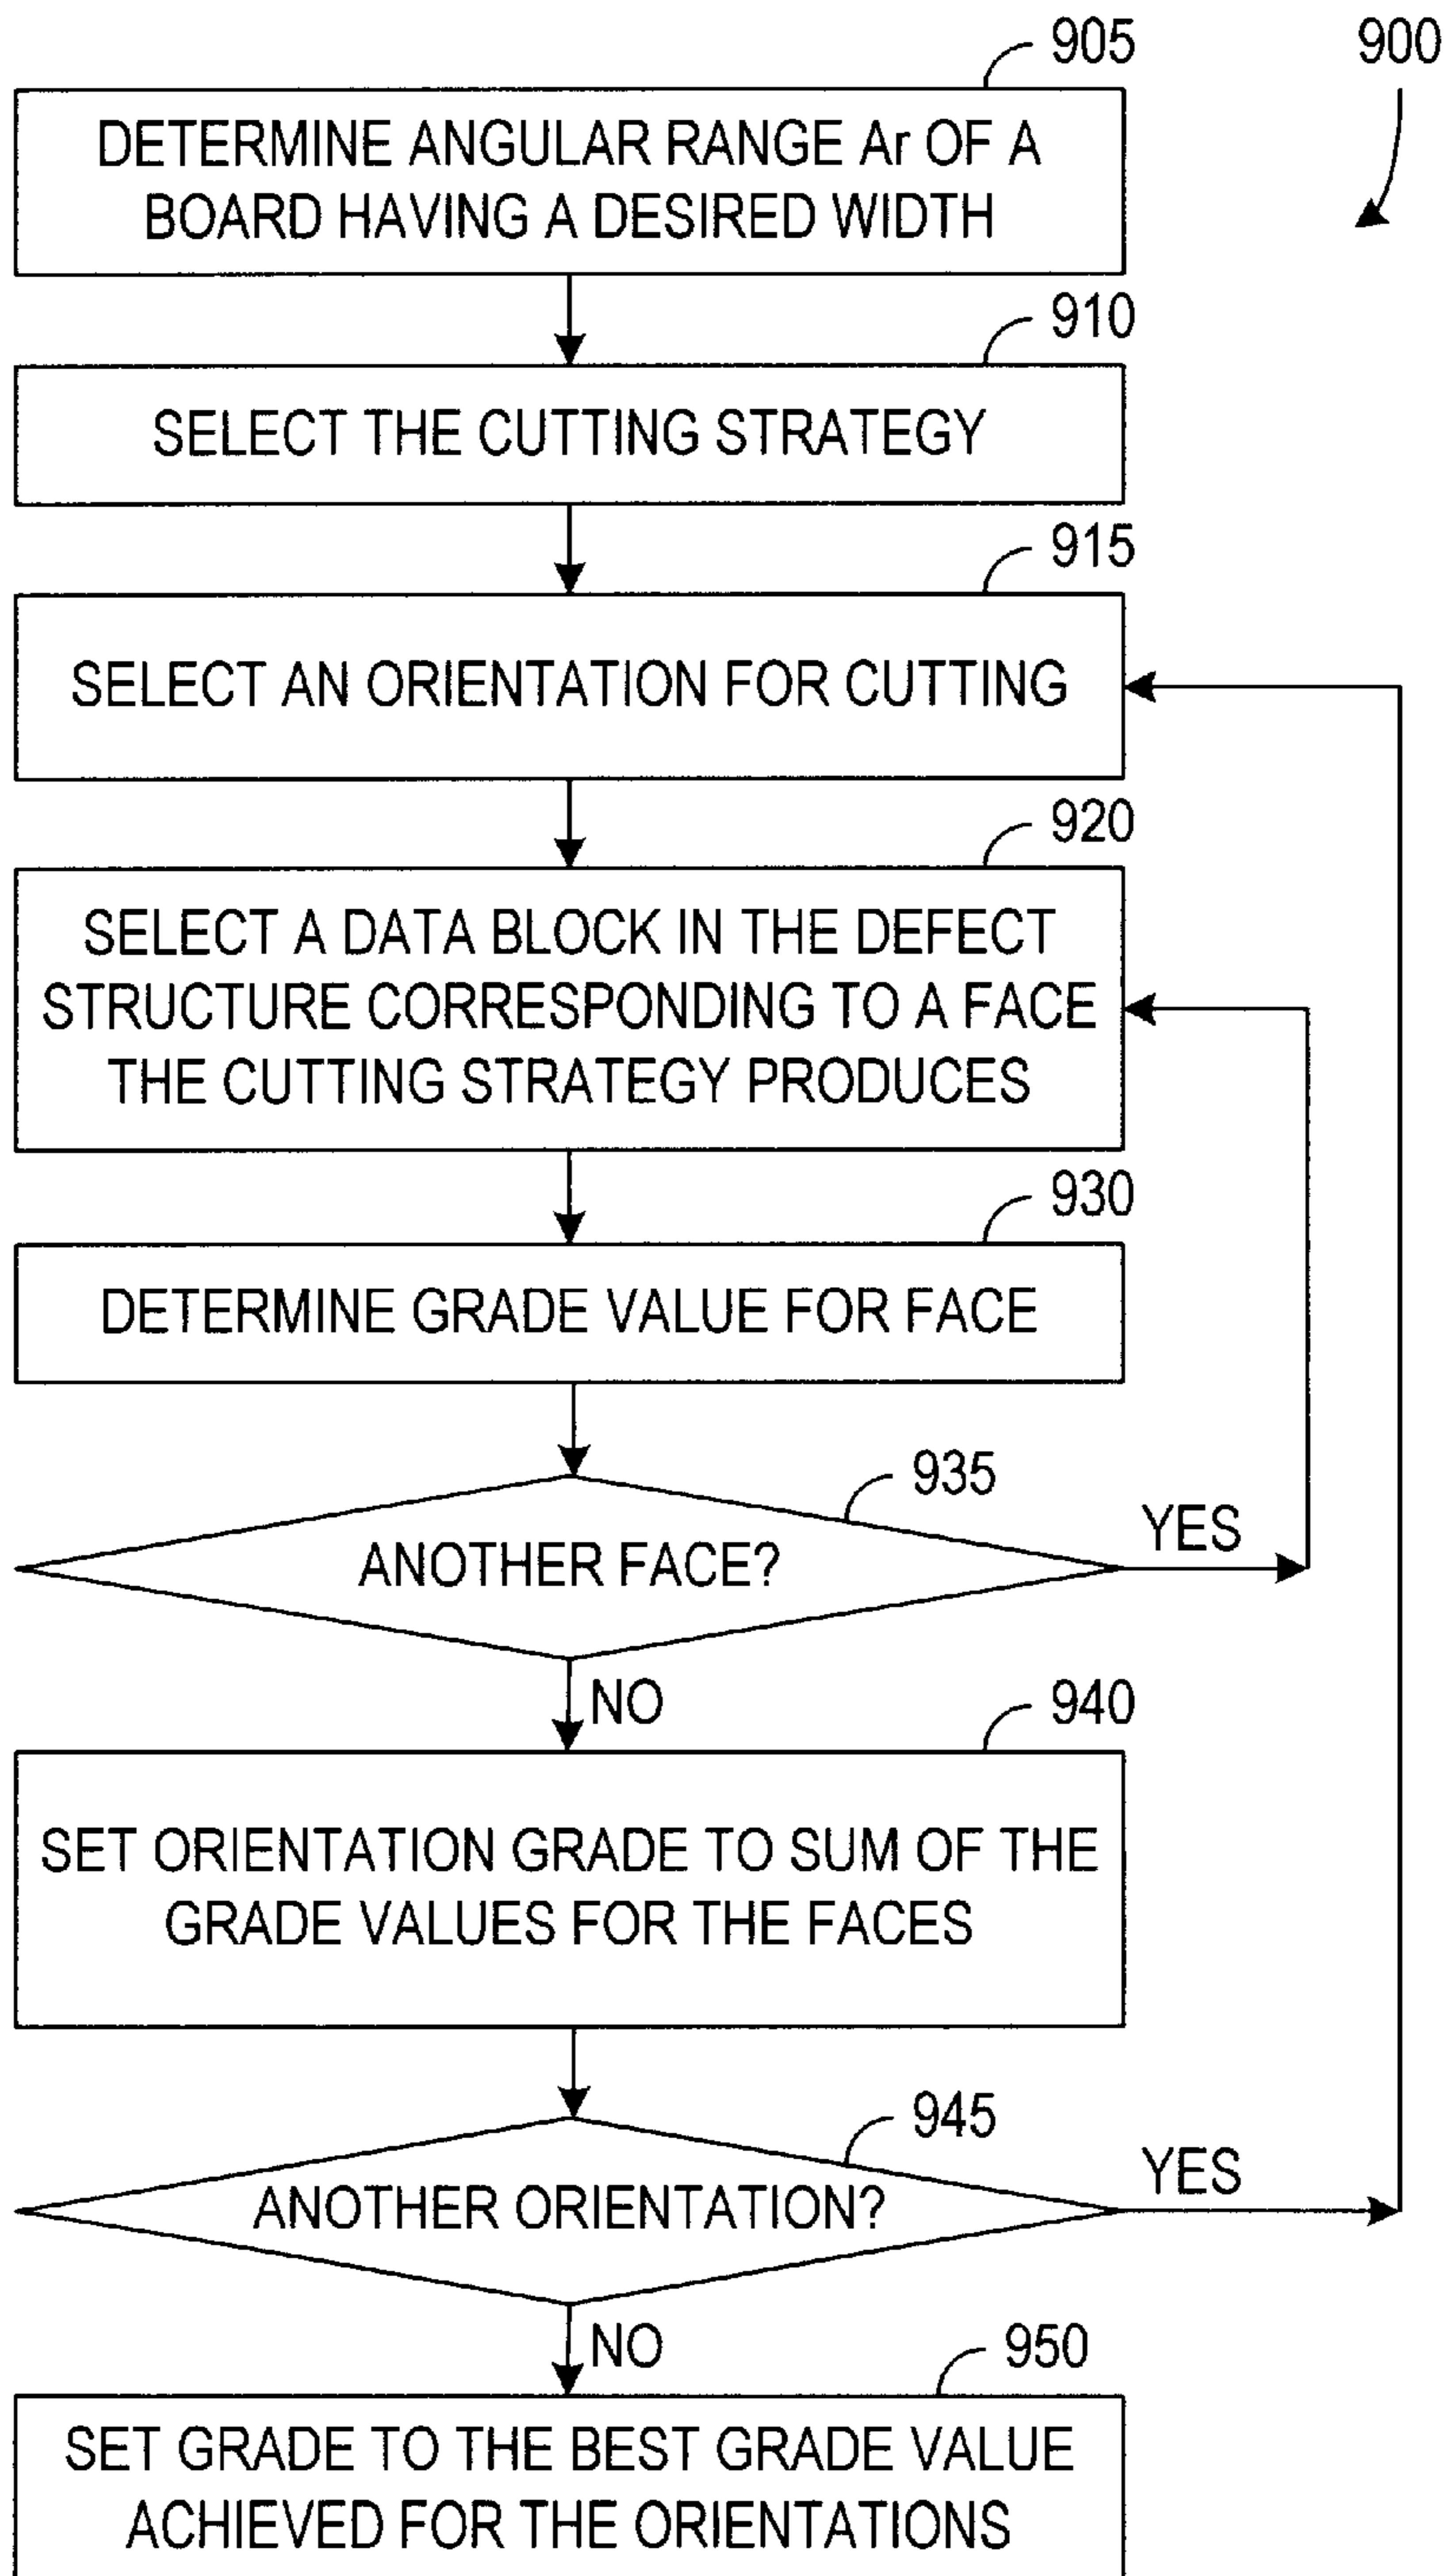 905
900
DETERMINE ANGULAR RANGE Ar OF A
BOARD HAVING A DESIRED WIDTH
910
SELECT THE CUTTING STRATEGY
915
SELECT AN ORIENTATION FOR CUTTING
920
SELECT A DATA BLOCK IN THE DEFECT
STRUCTURE CORRESPONDING TO A FACE
THE CUTTING STRATEGY PRODUCES
930
DETERMINE GRADE VALUE FOR FACE
935
YES
ANOTHER FACE?
NO
940
SET ORIENTATION GRADE TO SUM OF THE
GRADE VALUES FOR THE FACES
945
YES
ANOTHER ORIENTATION?
NO
950
SET GRADE TO THE BEST GRADE VALUE
ACHIEVED FOR THE ORIENTATIONS